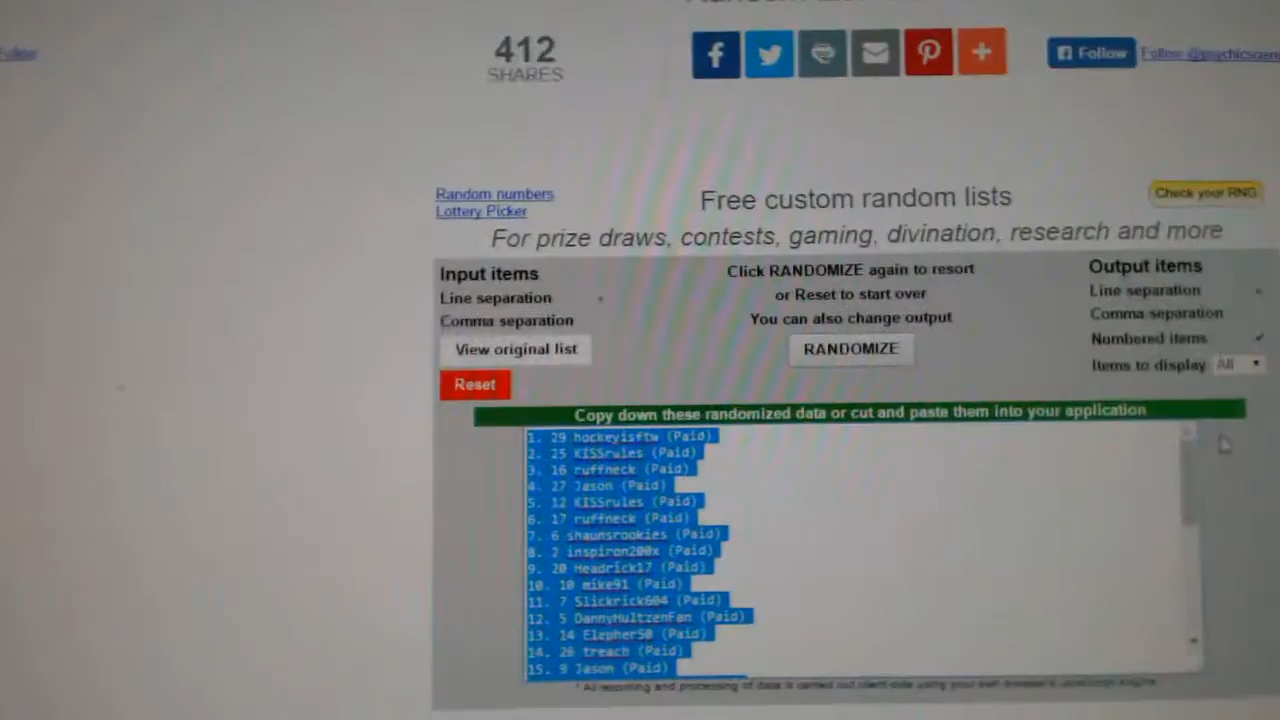 412
SHARES
Follow
Follow @psychicscien
Random numbers
Lottery Picker
Free custom random lists
Check your RNG
For prize draws, contests, gaming, divination, research and more
Input items
Line separation
Comma separation
View original list
Reset
Click RANDOMIZE again to resort
or Reset to start over
You can also change output
RANDOMIZE
Output items
Line separation
Comma separation
Numbered items
Items to display All
Copy down these randomized data or cut and paste them into your application
1. 29 hockeyisftw (Paid)
2. 25 KISSrules (Paid)
3. 16 ruffneck (Paid)
4. 27 Jason (Paid)
5. 12 KISSrules (Paid)
6. 17 ruffneck (Paid)
7. 6 shaunsrookies (Paid)
8. 2 inspiron200x (Paid)
9. 20 Headrick17 (Paid)
10. 10 mike91 (Paid)
11. 7 Slickrick604 (Paid)
12. 5 DannyHultzenFan (Paid)
13. 14 Elepher50 (Paid)
14. 26 treach (Paid)
15. 9 Jason (Paid)